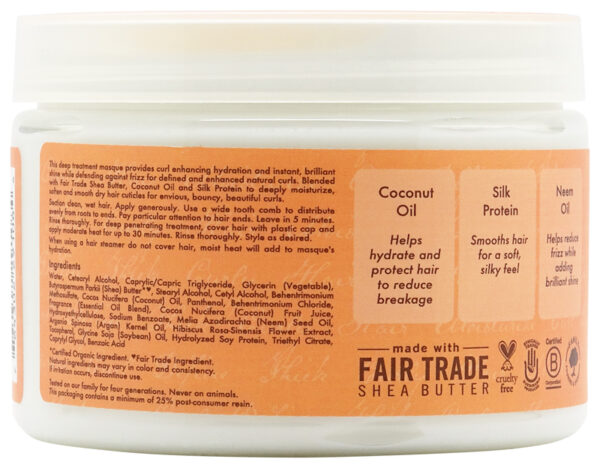 This deep treatment masque provides curl enhancing hydration and instant, brilliant
shine while defending against frizz for defined and enhanced natural curls. Blended
with Fair Trade Shea Butter, Coconut Oil and Silk Protein to deeply moisturize,
soften and smooth dry hair cuticles for envious, bouncy, beautiful curls.
Section clean, wet hair. Apply generously. Use a wide tooth comb to distribute
evenly from roots to ends. Pay particular attention to hair ends. Leave in 5 minutes.
Rinse thoroughly. For deep penetrating treatment, cover hair with plastic cap and
apply moderate heat for up to 30 minutes. Rinse thoroughly. Style as desired.
When using a hair steamer do not cover hair, moist heat will add to masque's
hydration.
Ingredients
Water, Cetearyl Alcohol, Caprylic/Capric Triglyceride, Glycerin (Vegetable),
Butyrospermum Parkii (Shea) Butter*♥, Stearyl Alcohol, Cetyl Alcohol, Behentrimonium
Methosulfate, Cocos Nucifera (Coconut) Oil, Panthenol, Behentrimonium Chloride,
Fragrance (Essential Oil Blend), Cocos Nucifera (Coconut) Fruit Juice,
Hydroxyethylcellulose, Sodium Benzoate, Melia Azadirachta (Neem) Seed Oil,
Argania Spinosa (Argan) Kernel Oil, Hibiscus Rosa-Sinensis Flower Extract,
Tocopherol, Glycine Soja (Soybean) Oil, Hydrolyzed Silk Protein, Triethyl Citrate,
Caprylyl Glycol, Benzoic Acid
*Certified Organic Ingredient. ♥Fair Trade Ingredient.
Natural ingredients may vary in color and consistency.
If irritation occurs, discontinue use.
Tested on our family for four generations. Never on animals.
This packaging contains a minimum of 25% post-consumer resin.
Coconut
Oil
Helps
hydrate and
protect hair
to reduce
breakage
Silk
Protein
Smooths hair
for a soft,
silky feel
Neem
Oil
Helps reduce
frizz while
adding
brilliant shine
made with
FAIR TRADE
SHEA BUTTER
cruelty
free
Certified
B
Corporation